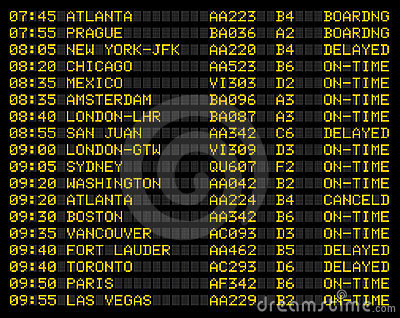 07:45 ATLANTA AA223 B4 BOARDNG
07:55 PRAGUE BA036 A2 BOARDNG
08:05 NEW YORK-JFK AA220 B4 DELAYED
08:20 CHICAGO AA523 B6 ON-TIME
08:35 MEXICO VI303 D2 ON-TIME
08:35 AMSTERDAM BA096 A3 ON-TIME
08:40 LONDON-LHR BA087 A3 ON-TIME
08:55 SAN JUAN AA342 C6 DELAYED
09:00 LONDON-GTW VI309 D3 ON-TIME
09:05 SYDNEY QU607 F2 ON-TIME
09:20 WASHINGTON AA042 B2 ON-TIME
09:20 ATLANTA AA224 B4 CANCELD
09:30 BOSTON AA342 B6 ON-TIME
09:35 VANCOUVER AC093 D3 ON-TIME
09:40 FORT LAUDER AA462 B5 DELAYED
09:40 TORONTO AC293 D6 DELAYED
09:50 PARIS AF342 B6 ON-TIME
09:55 LAS VEGAS AA229 B2 ON-TIME